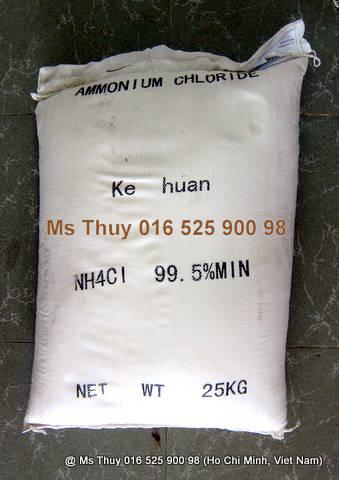 AMMONIUM CHLORIDE
Ke huan
Ms Thuy 016 525 900 98
NH4Cl 99.5%MIN
NET WT 25KG
@ Ms Thuy 016 525 900 98 (Ho Chi Minh, Viet Nam)